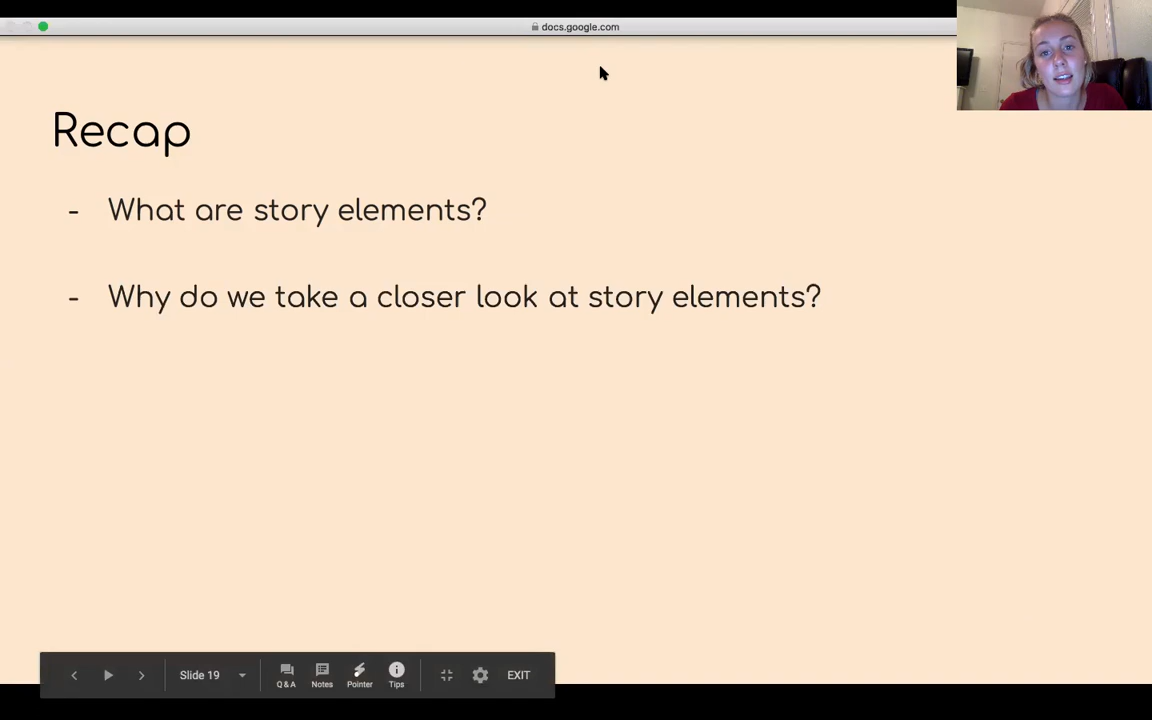 docs.google.com
Recap
- What are story elements?
- Why do we take a closer look at story elements?
Slide 19
Q & A
Notes
Pointer
Tips
EXIT